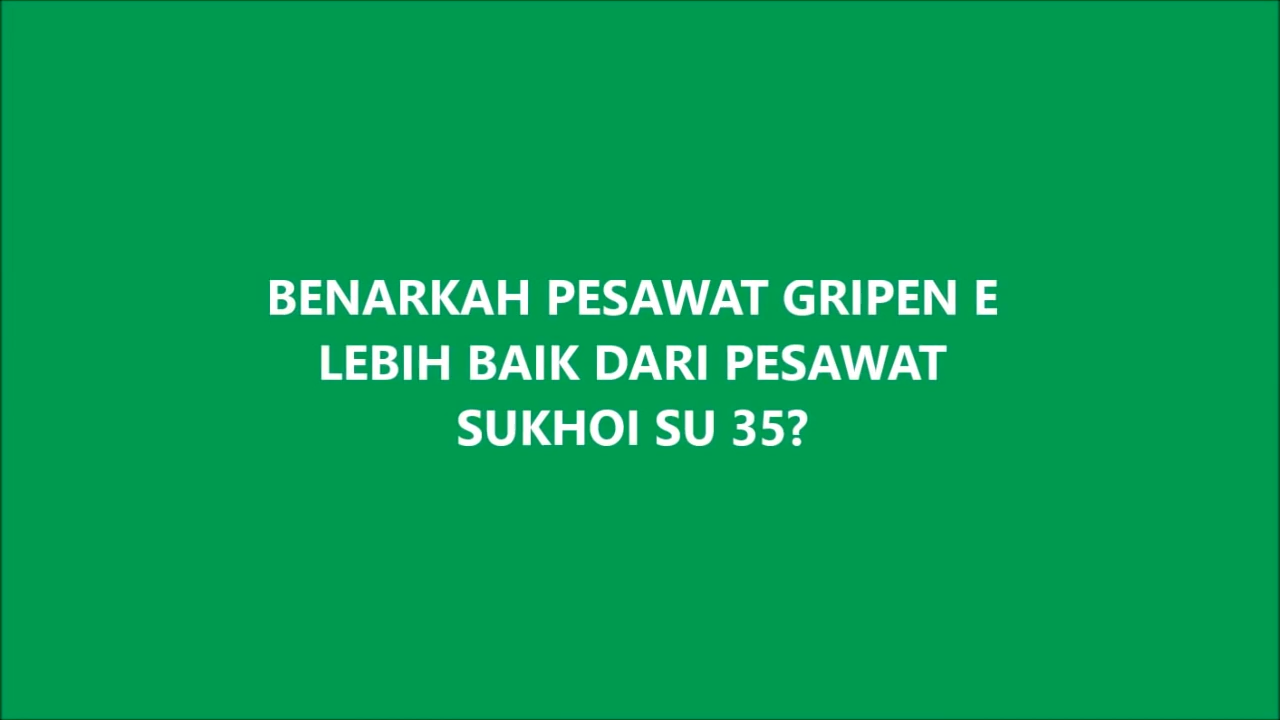 BENARKAH PESAWAT GRIPEN E
LEBIH BAIK DARI PESAWAT
SUKHOI SU 35?